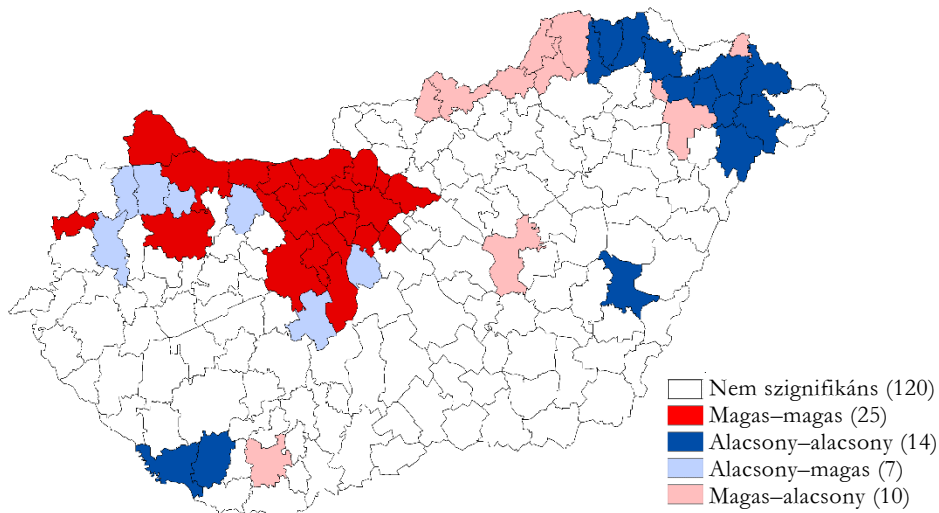 Nem szignifikáns (120)
Magas–magas (25)
Alacsony–alacsony (14)
Alacsony–magas (7)
Magas–alacsony (10)